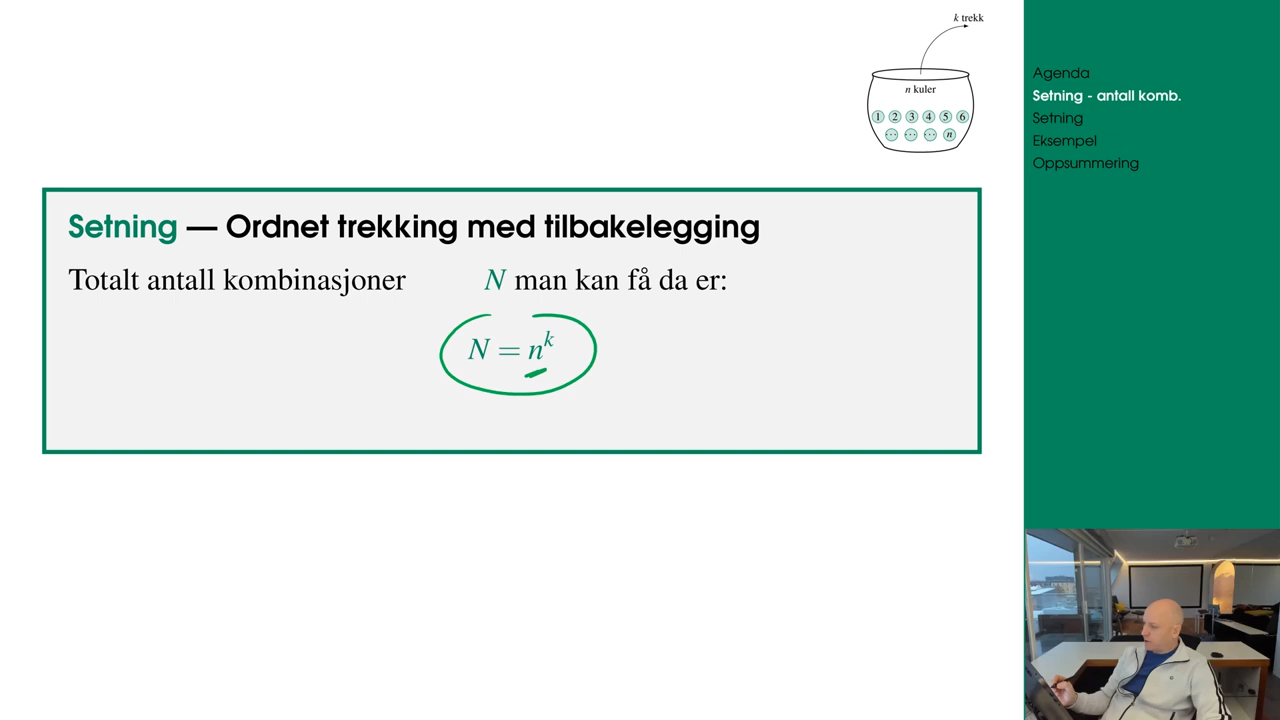 k trekk
n kuler
1 2 3 4 5 6
... ... ... n
Agenda
Setning - antall komb.
Setning
Eksempel
Oppsummering
Setning — Ordnet trekking med tilbakelegging
Totalt antall kombinasjoner N man kan få da er:
N = n^k